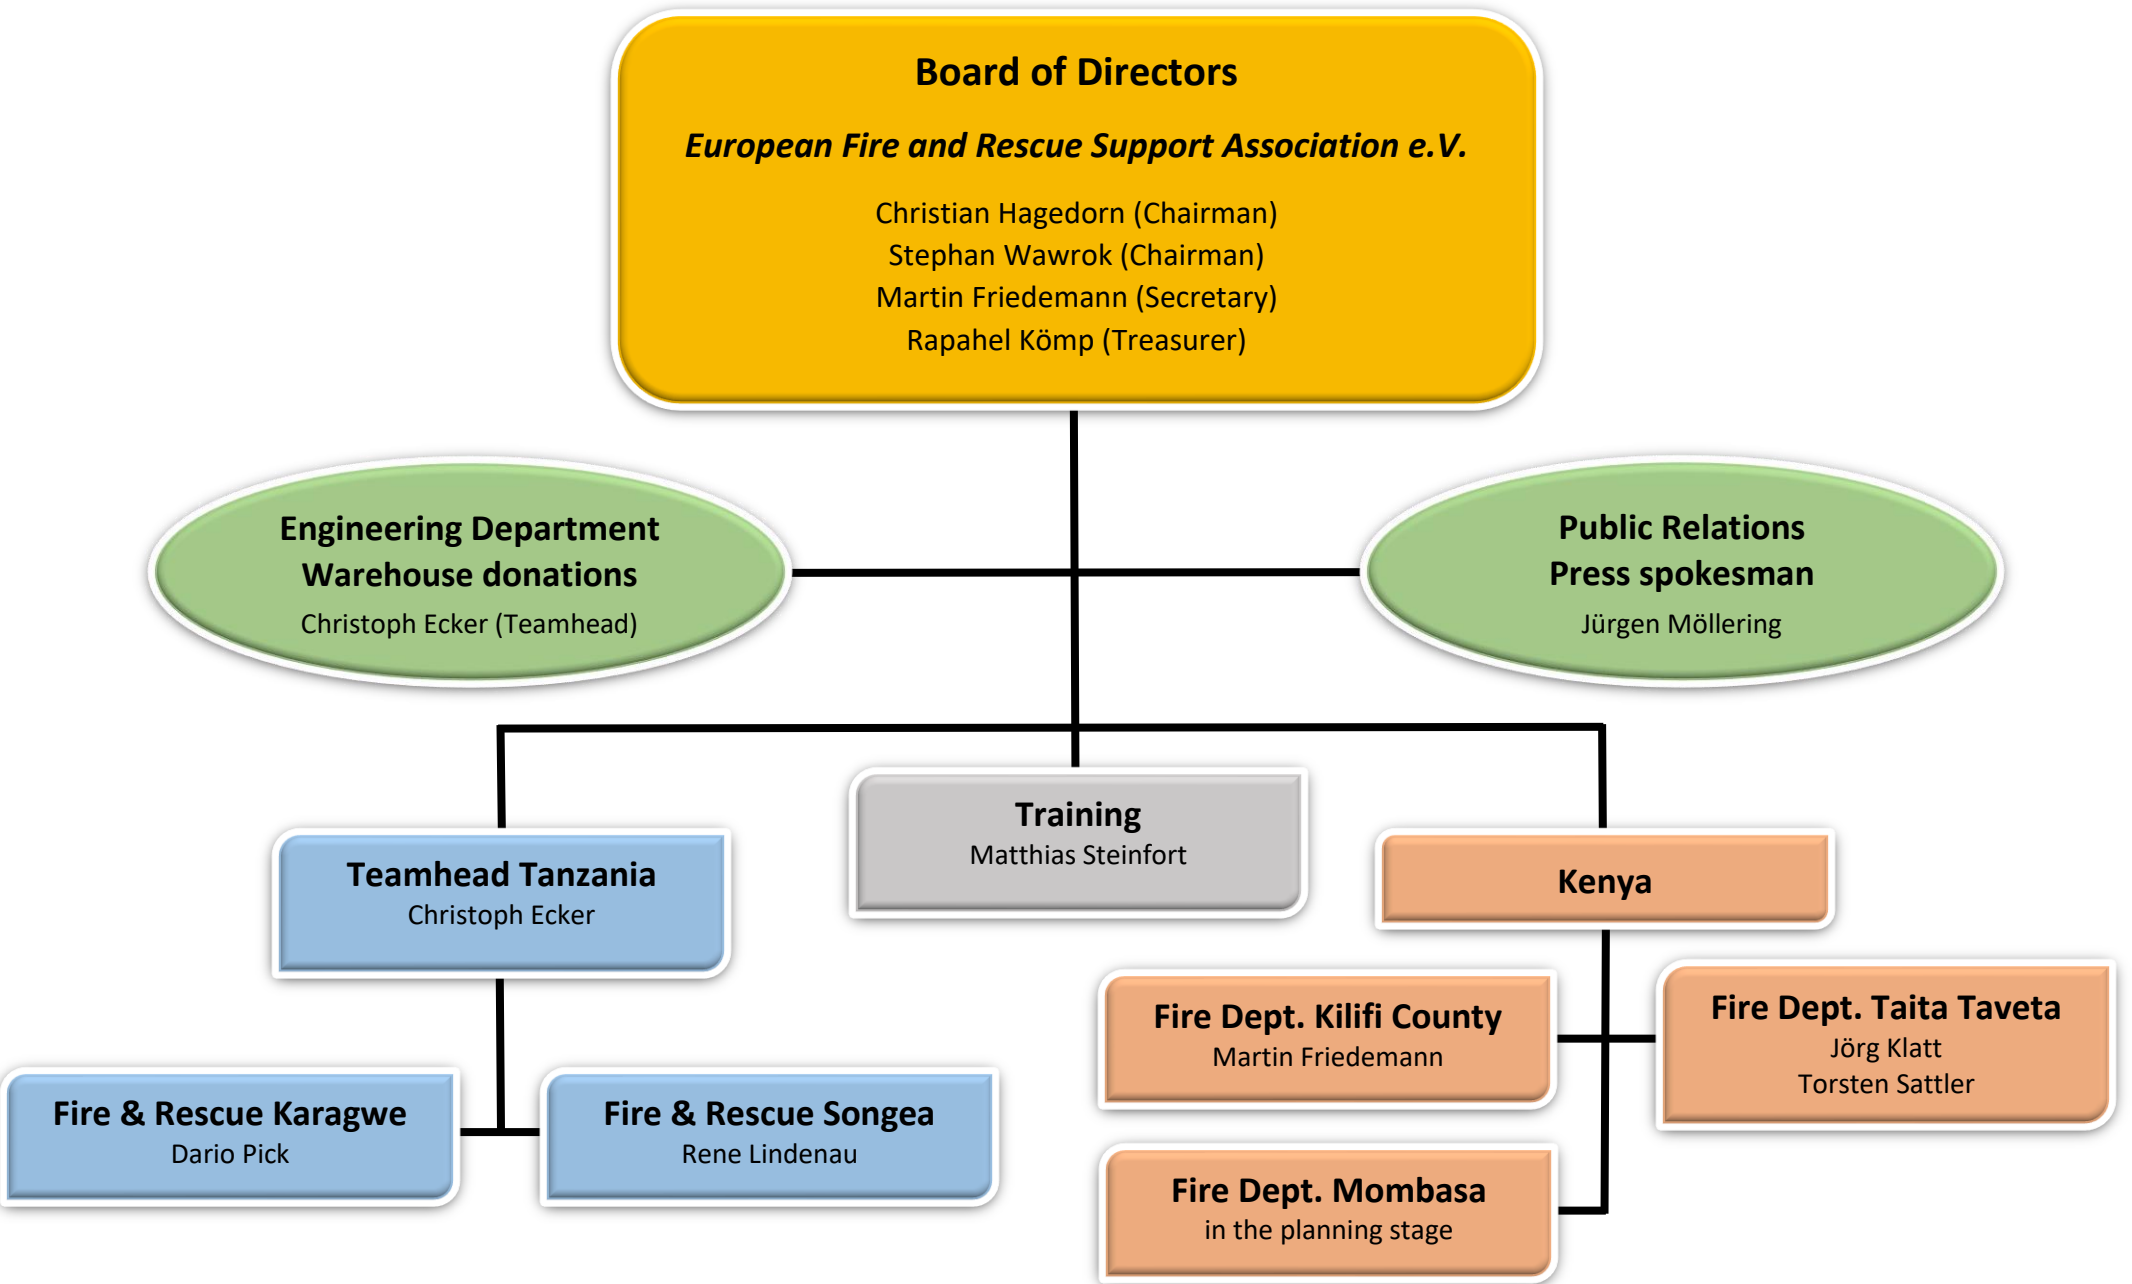 Board of Directors
European Fire and Rescue Support Association e.V.
Christian Hagedorn (Chairman)
Stephan Wawrok (Chairman)
Martin Friedemann (Secretary)
Rapahel Kömp (Treasurer)
Engineering Department
Warehouse donations
Christoph Ecker (Teamhead)
Public Relations
Press spokesman
Jürgen Möllering
Teamhead Tanzania
Christoph Ecker
Training
Matthias Steinfort
Kenya
Fire & Rescue Karagwe
Dario Pick
Fire & Rescue Songea
Rene Lindenau
Fire Dept. Kilifi County
Martin Friedemann
Fire Dept. Taita Taveta
Jörg Klatt
Torsten Sattler
Fire Dept. Mombasa
in the planning stage